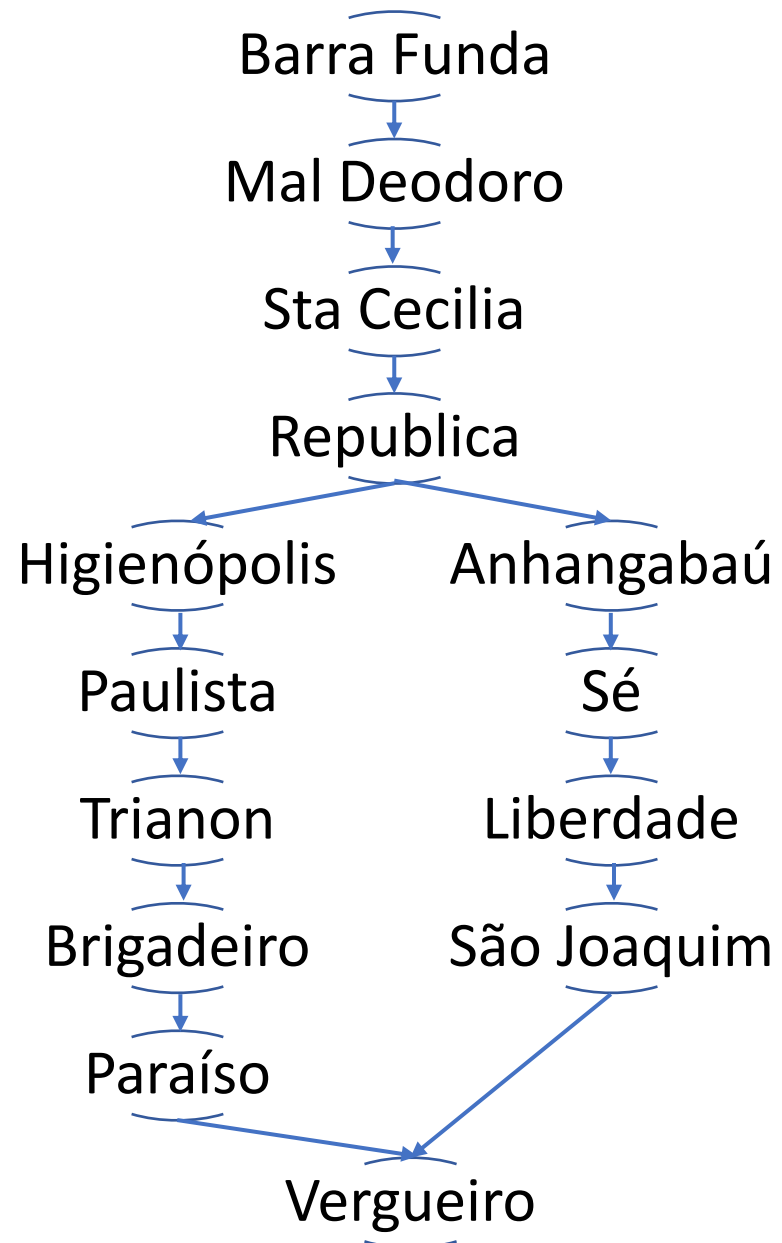 Barra Funda
Mal Deodoro
Sta Cecilia
Republica
Higienópolis
Anhangabaú
Paulista
Sé
Trianon
Liberdade
Brigadeiro
São Joaquim
Paraíso
Vergueiro